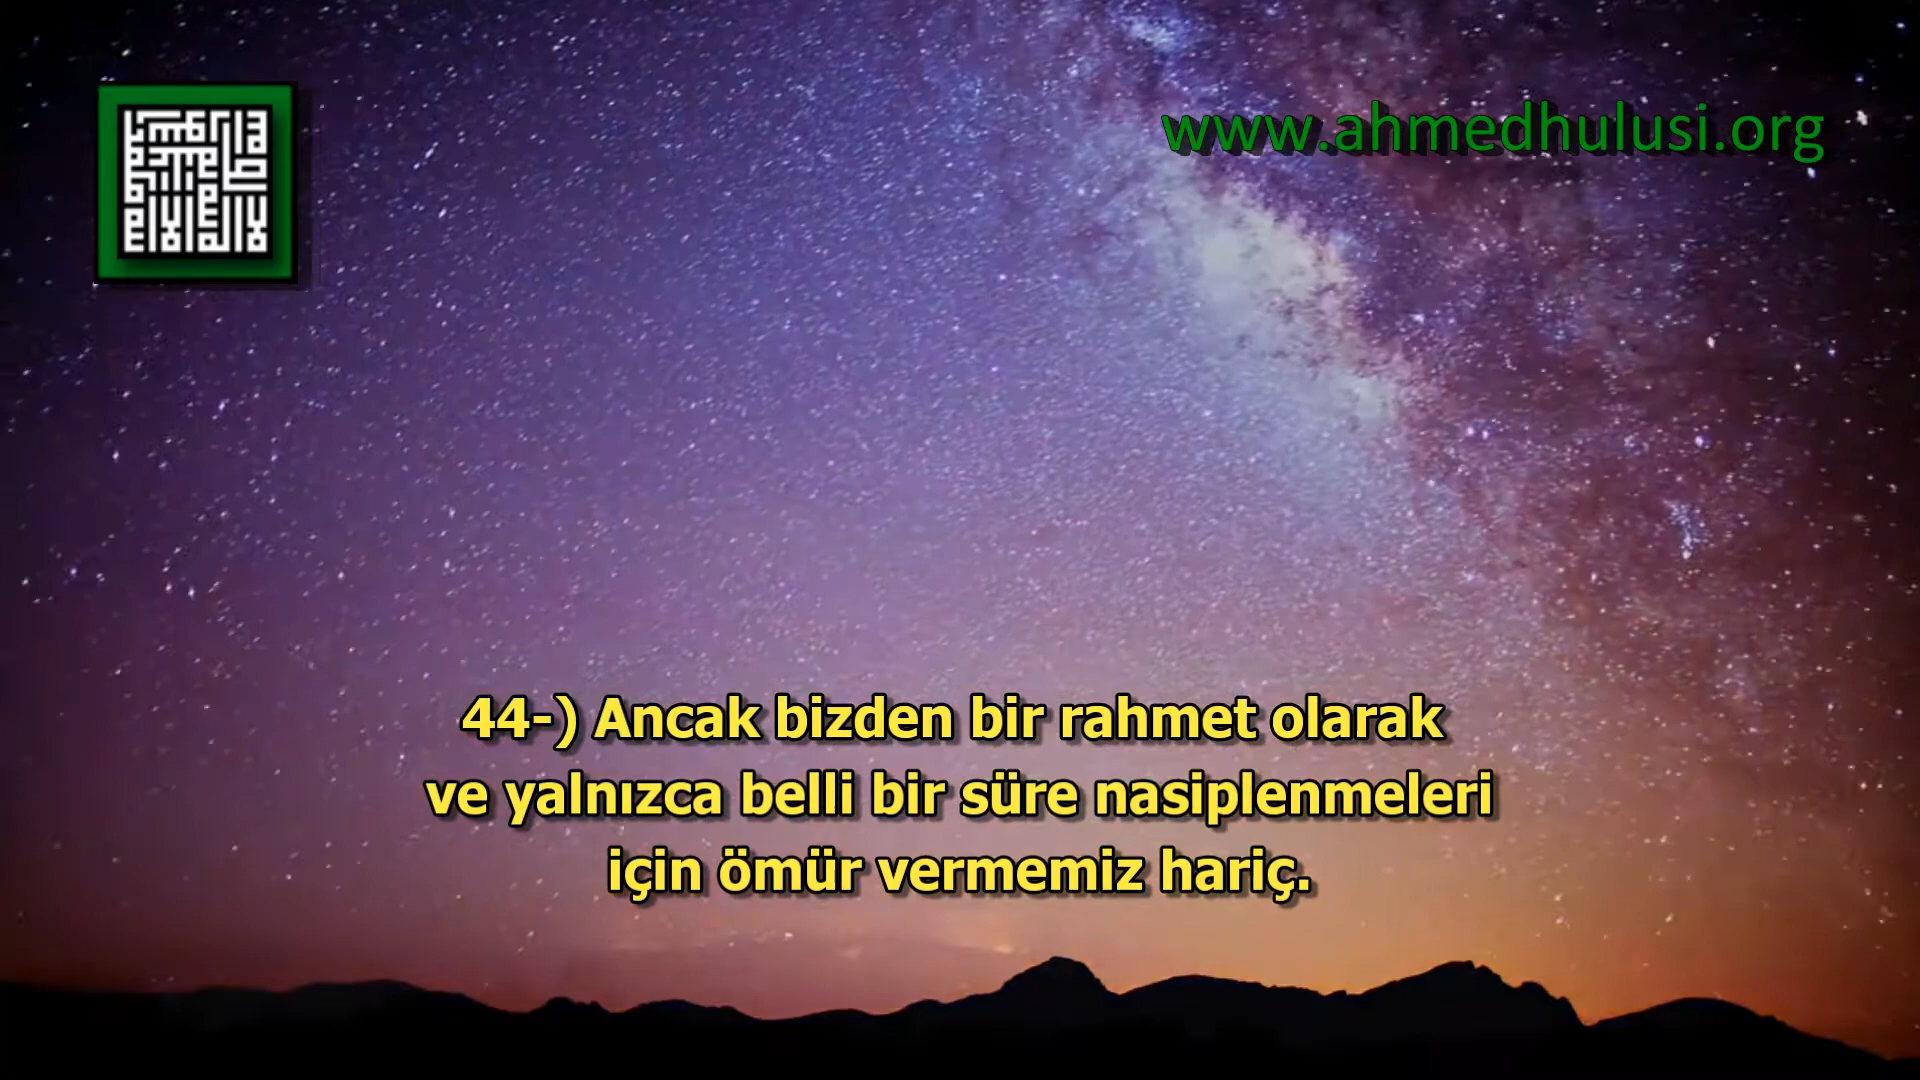 www.ahmedhulusi.org
44-) Ancak bizden bir rahmet olarak
ve yalnızca belli bir süre nasiplenmeleri
için ömür vermemiz hariç.